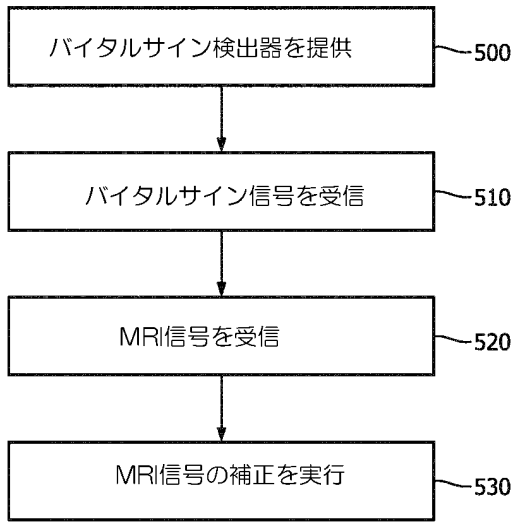 バイタルサイン検出器を提供
500
バイタルサイン信号を受信
510
MRI信号を受信
520
MRI信号の補正を実行
530